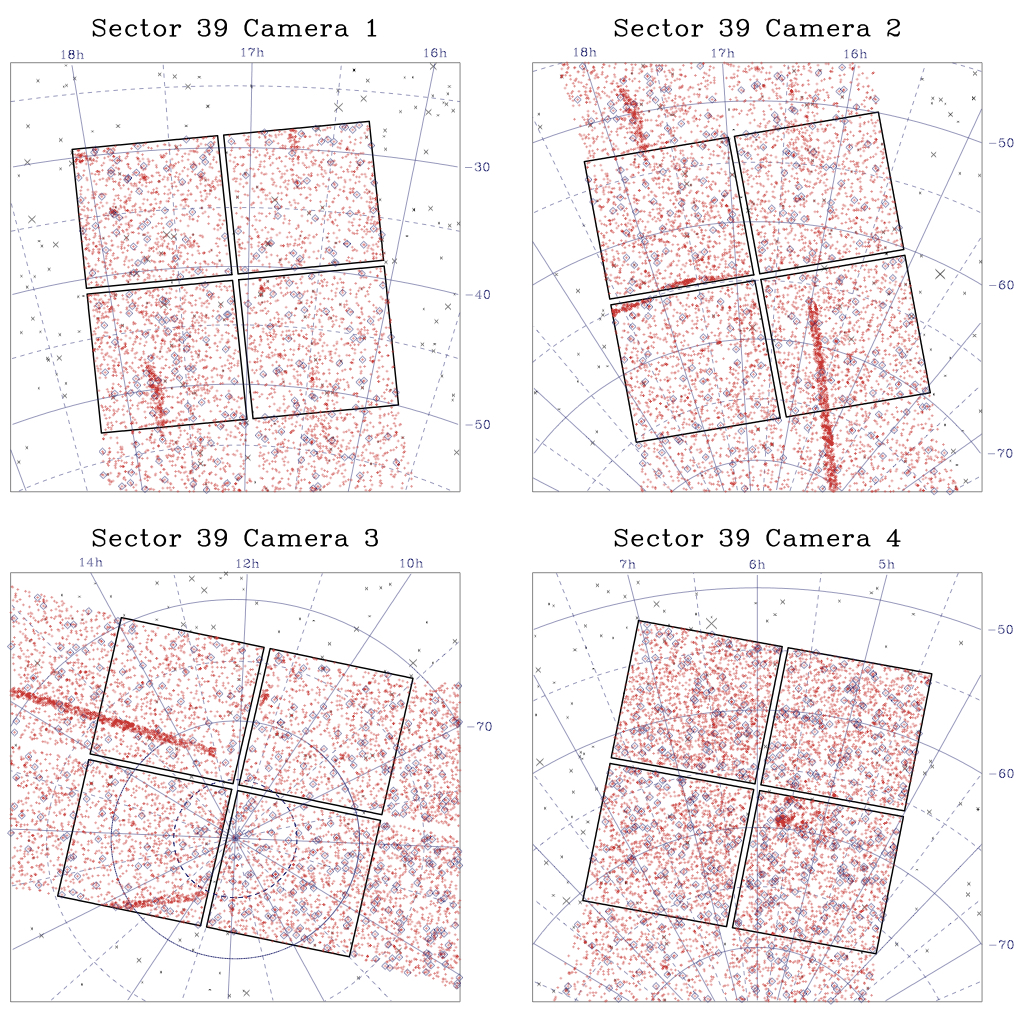 Sector 39 Camera 1
18h 17h 16h
-30
-40
-50
Sector 39 Camera 2
18h 17h 16h
-50
-60
-70
Sector 39 Camera 3
14h 12h 10h
-70
Sector 39 Camera 4
7h 6h 5h
-50
-60
-70